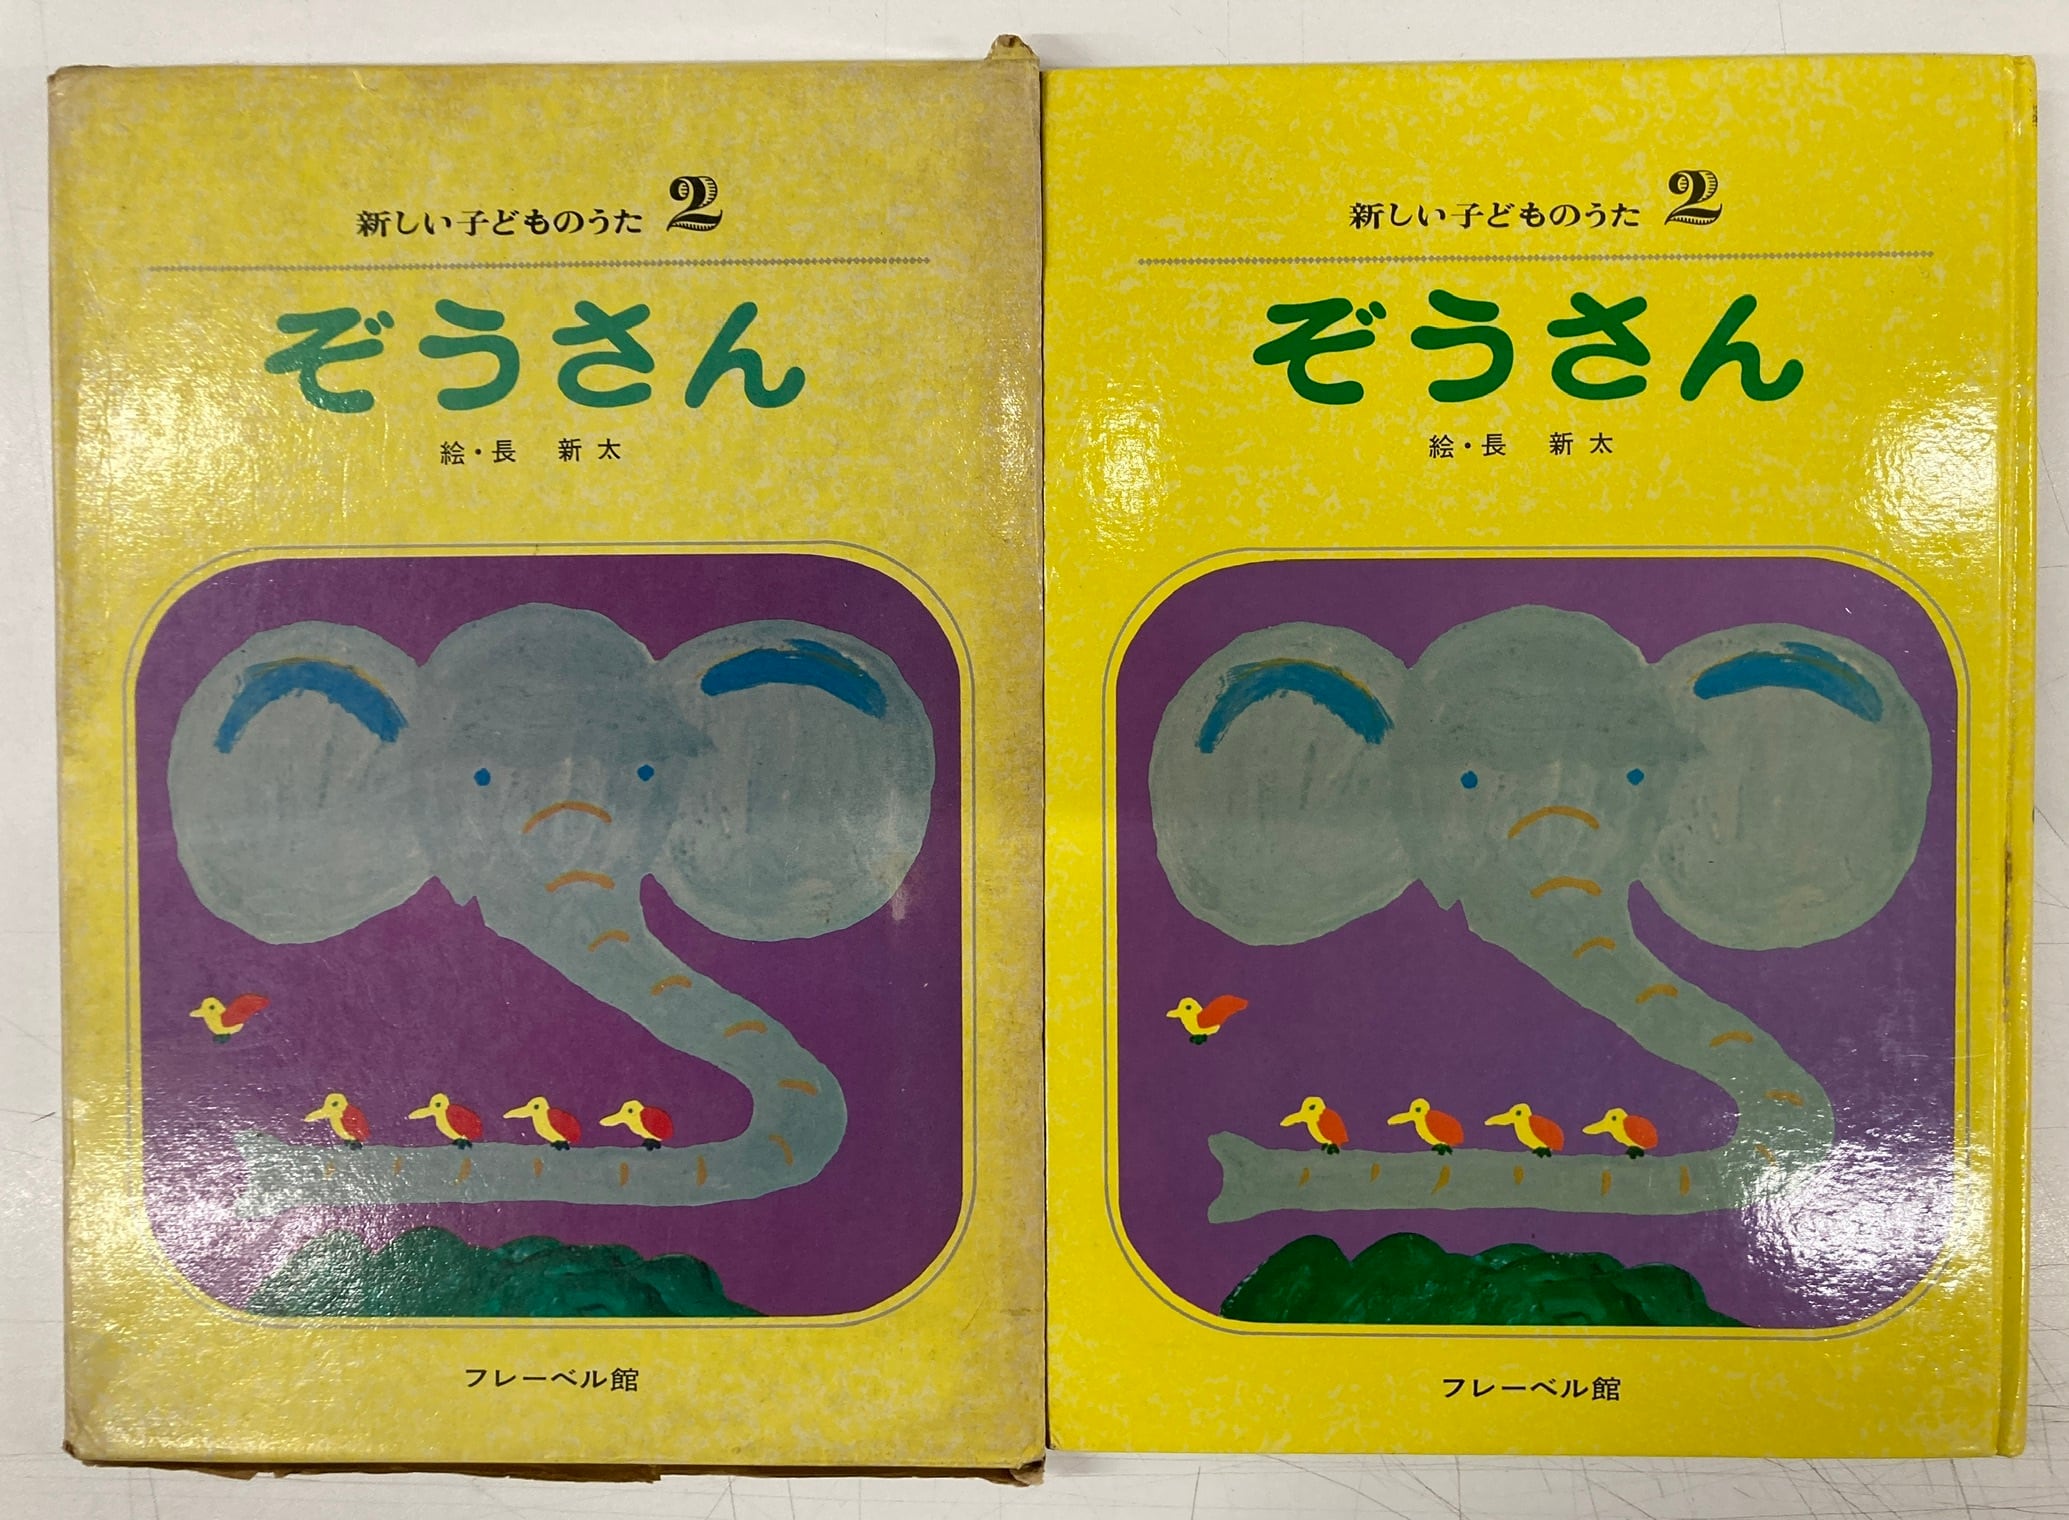 新しい子どものうた 2
ぞうさん
絵・長 新太
フレーベル館
新しい子どものうた 2
ぞうさん
絵・長 新太
フレーベル館